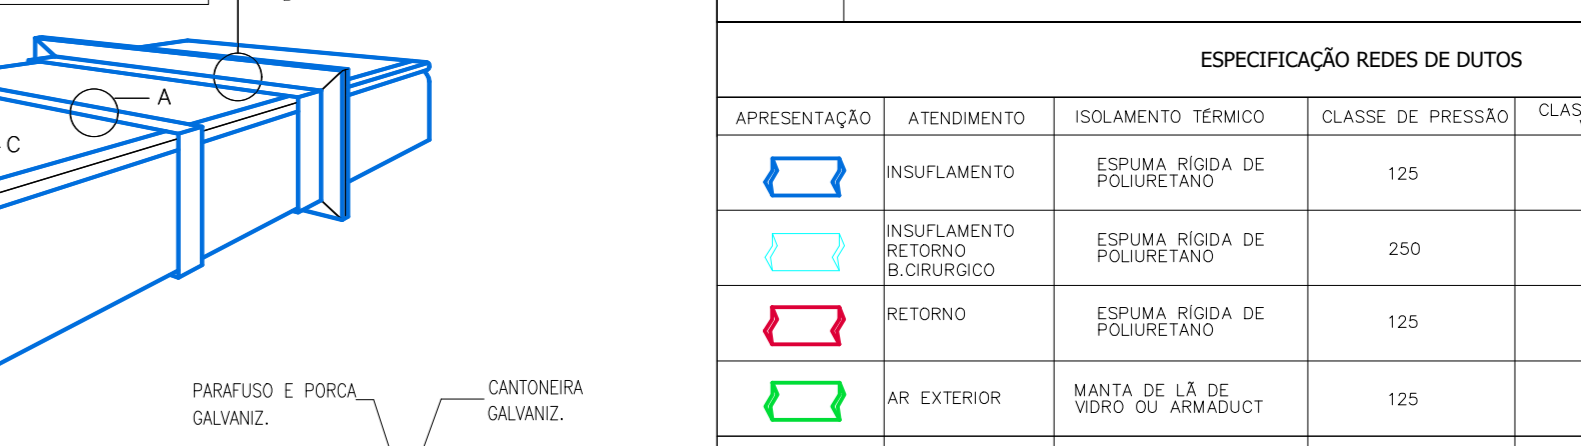 A
C
PARAFUSO E PORCA
GALVANIZ.
CANTONEIRA
GALVANIZ.
ESPECIFICAÇÃO REDES DE DUTOS
APRESENTAÇÃO ATENDIMENTO ISOLAMENTO TÉRMICO CLASSE DE PRESSÃO CLAS
INSUFLAMENTO
ESPUMA RÍGIDA DE
POLIURETANO
125
INSUFLAMENTO
RETORNO
B.CIRURGICO
ESPUMA RÍGIDA DE
POLIURETANO
250
RETORNO
ESPUMA RÍGIDA DE
POLIURETANO
125
AR EXTERIOR
MANTA DE LÃ DE
VIDRO OU ARMADUCT
125